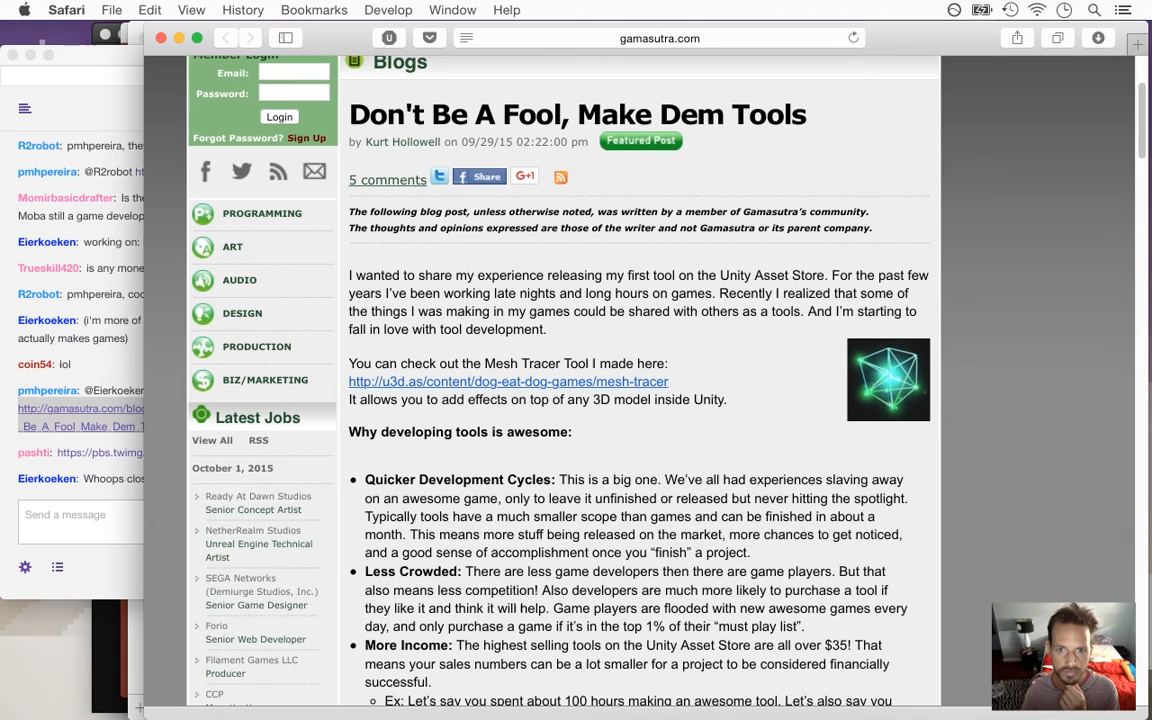 Safari File Edit View History Bookmarks Develop Window Help
gamasutra.com
R2robot: pmhpereira, the
pmhpereira: @R2robot
Momirbasicdrafter: Is the
Moba still a game develop
Eierkoeken: working on:
Trueskill420: is any mone
R2robot: pmhpereira, coo
Eierkoeken: (i'm more of
actually makes games)
coin54: lol
pmhpereira: @Eierkoeken
http://gamasutra.com/blog
_Be_A_Fool_Make_Dem_T
pashti: https://pbs.twimg.
Eierkoeken: Whoops clos
Send a message
Member Login
Email:
Password:
Login
Forgot Password? Sign Up
PROGRAMMING
ART
AUDIO
DESIGN
PRODUCTION
BIZ/MARKETING
Latest Jobs
View All RSS
October 1, 2015
Ready At Dawn Studios
Senior Concept Artist
NetherRealm Studios
Unreal Engine Technical
Artist
SEGA Networks
(Demiurge Studios, Inc.)
Senior Game Designer
Forio
Senior Web Developer
Filament Games LLC
Producer
CCP
Blogs
Don't Be A Fool, Make Dem Tools
by Kurt Hollowell on 09/29/15 02:22:00 pm Featured Post
5 comments Share G+1
The following blog post, unless otherwise noted, was written by a member of Gamasutra's community.
The thoughts and opinions expressed are those of the writer and not Gamasutra or its parent company.
I wanted to share my experience releasing my first tool on the Unity Asset Store. For the past few
years I've been working late nights and long hours on games. Recently I realized that some of
the things I was making in my games could be shared with others as a tools. And I'm starting to
fall in love with tool development.
You can check out the Mesh Tracer Tool I made here:
http://u3d.as/content/dog-eat-dog-games/mesh-tracer
It allows you to add effects on top of any 3D model inside Unity.
Why developing tools is awesome:
● Quicker Development Cycles: This is a big one. We've all had experiences slaving away
on an awesome game, only to leave it unfinished or released but never hitting the spotlight.
Typically tools have a much smaller scope than games and can be finished in about a
month. This means more stuff being released on the market, more chances to get noticed,
and a good sense of accomplishment once you “finish” a project.
● Less Crowded: There are less game developers then there are game players. But that
also means less competition! Also developers are much more likely to purchase a tool if
they like it and think it will help. Game players are flooded with new awesome games every
day, and only purchase a game if it's in the top 1% of their “must play list”.
● More Income: The highest selling tools on the Unity Asset Store are all over $35! That
means your sales numbers can be a lot smaller for a project to be considered financially
successful.
○ Ex: Let's say you spent about 100 hours making an awesome tool. Let's also say you